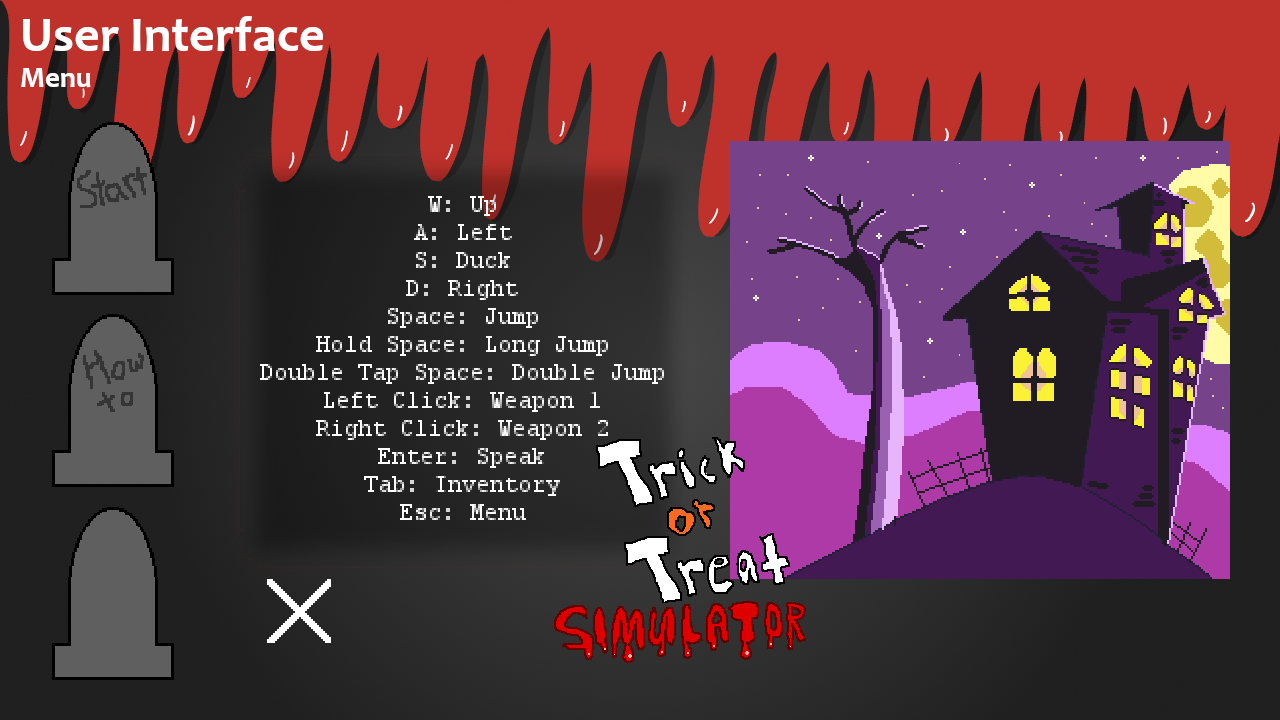 User Interface
Menu
Start
How
to
W: Up
A: Left
S: Duck
D: Right
Space: Jump
Hold Space: Long Jump
Double Tap Space: Double Jump
Left Click: Weapon 1
Right Click: Weapon 2
Enter: Speak
Tab: Inventory
Esc: Menu
Trick
or
Treat
SIMULATOR